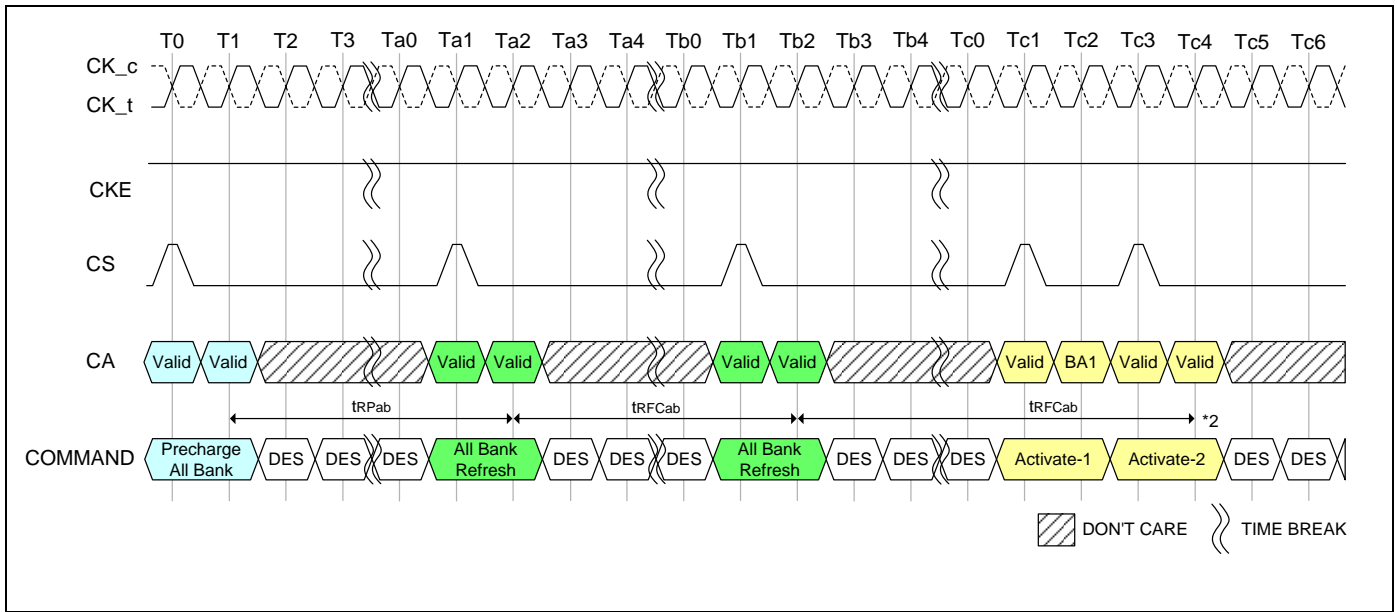 T0 T1 T2 T3 Ta0 Ta1 Ta2 Ta3 Ta4 Tb0 Tb1 Tb2 Tb3 Tb4 Tc0 Tc1 Tc2 Tc3 Tc4 Tc5 Tc6
CK_c
CK_t
CKE
CS
CA Valid Valid Valid Valid Valid Valid Valid BA1 Valid Valid
tRPab tRFCab tRFCab *2
COMMAND Precharge All Bank DES DES DES All Bank Refresh DES DES DES All Bank Refresh DES DES DES Activate-1 Activate-2 DES DES
DON'T CARE TIME BREAK